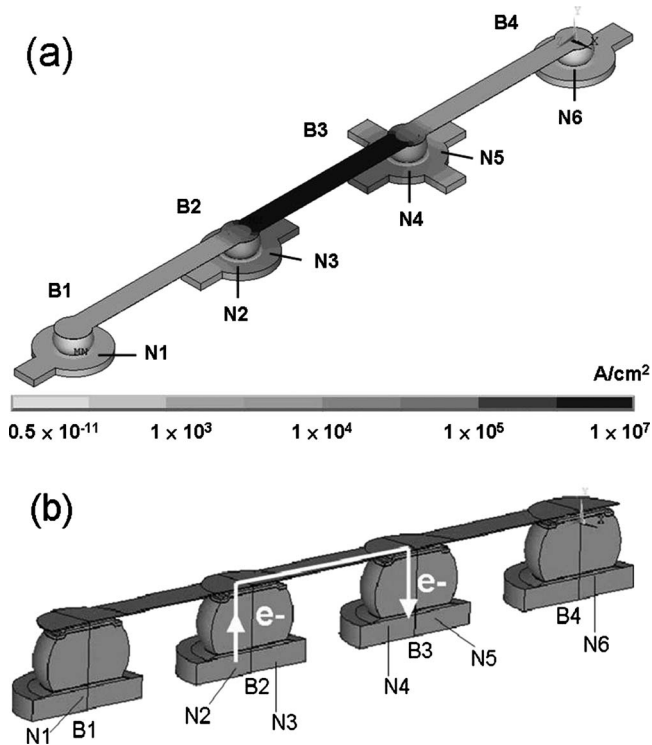 (a)
Y
X
B4
N6
B3
N5
N4
B2
N3
N2
B1
MN
N1
A/cm²
0.5 x 10⁻¹¹ 1 x 10³ 1 x 10⁴ 1 x 10⁵ 1 x 10⁷
(b)
Y
X
e- e-
B4
N6
B3
N5
N4
B2
N3
N2
B1
N1